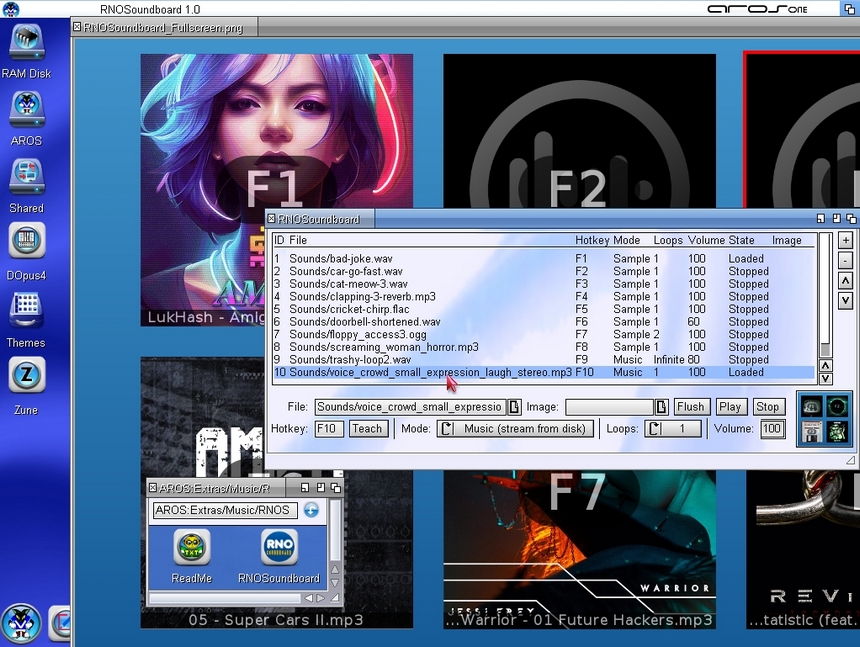 RNOSoundboard 1.0
AROS ONE
RNOSoundboard_Fullscreen.png
RAM Disk
AROS
Shared
DOpus4
Themes
Zune
F1
F2
LukHash - Amig
RNOSoundboard
ID File Hotkey Mode Loops Volume State Image
1 Sounds/bad-joke.wav F1 Sample 1 100 Loaded
2 Sounds/car-go-fast.wav F2 Sample 1 100 Stopped
3 Sounds/cat-meow-3.wav F3 Sample 1 100 Stopped
4 Sounds/clapping-3-reverb.mp3 F4 Sample 1 100 Stopped
5 Sounds/cricket-chirp.flac F5 Sample 1 100 Stopped
6 Sounds/doorbell-shortened.wav F6 Sample 1 60 Stopped
7 Sounds/floppy_access3.ogg F7 Sample 2 100 Stopped
8 Sounds/screaming_woman_horror.mp3 F8 Sample 1 100 Stopped
9 Sounds/trashy-loop2.wav F9 Music Infinite 80 Stopped
10 Sounds/voice_crowd_small_expression_laugh_stereo.mp3 F10 Music 1 100 Loaded
File: Sounds/voice_crowd_small_expressio Image: Flush Play Stop
Hotkey: F10 Teach Mode: Music (stream from disk) Loops: 1 Volume: 100
F7
AROS:Extras/Music/R
AROS:Extras/Music/RNOS
RNO
ReadMe RNOSoundboard
WARRIOR
JESSI FREY
REVI
05 - Super Cars II.mp3
...Warrior - 01 Future Hackers.mp3
...tatistic (feat.